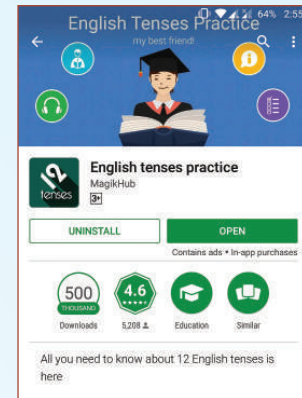 64% 2:55
English Tenses Practice
my best friend!
12
tenses
English tenses practice
MagikHub
3+
UNINSTALL
OPEN
Contains ads • In-app purchases
500
THOUSAND
4.6
Downloads
5,208
Education
Similar
All you need to know about 12 English tenses is
here